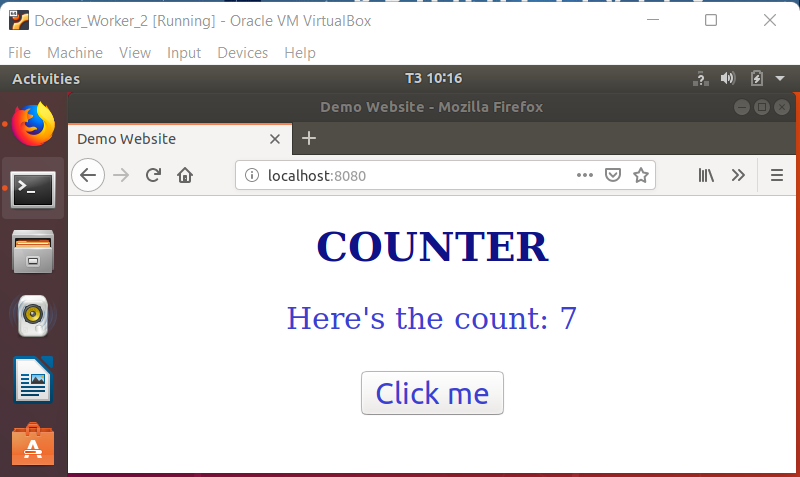 Docker_Worker_2 [Running] - Oracle VM VirtualBox
File Machine View Input Devices Help
Activities T3 10:16
Demo Website - Mozilla Firefox
Demo Website
localhost:8080
COUNTER
Here's the count: 7
Click me